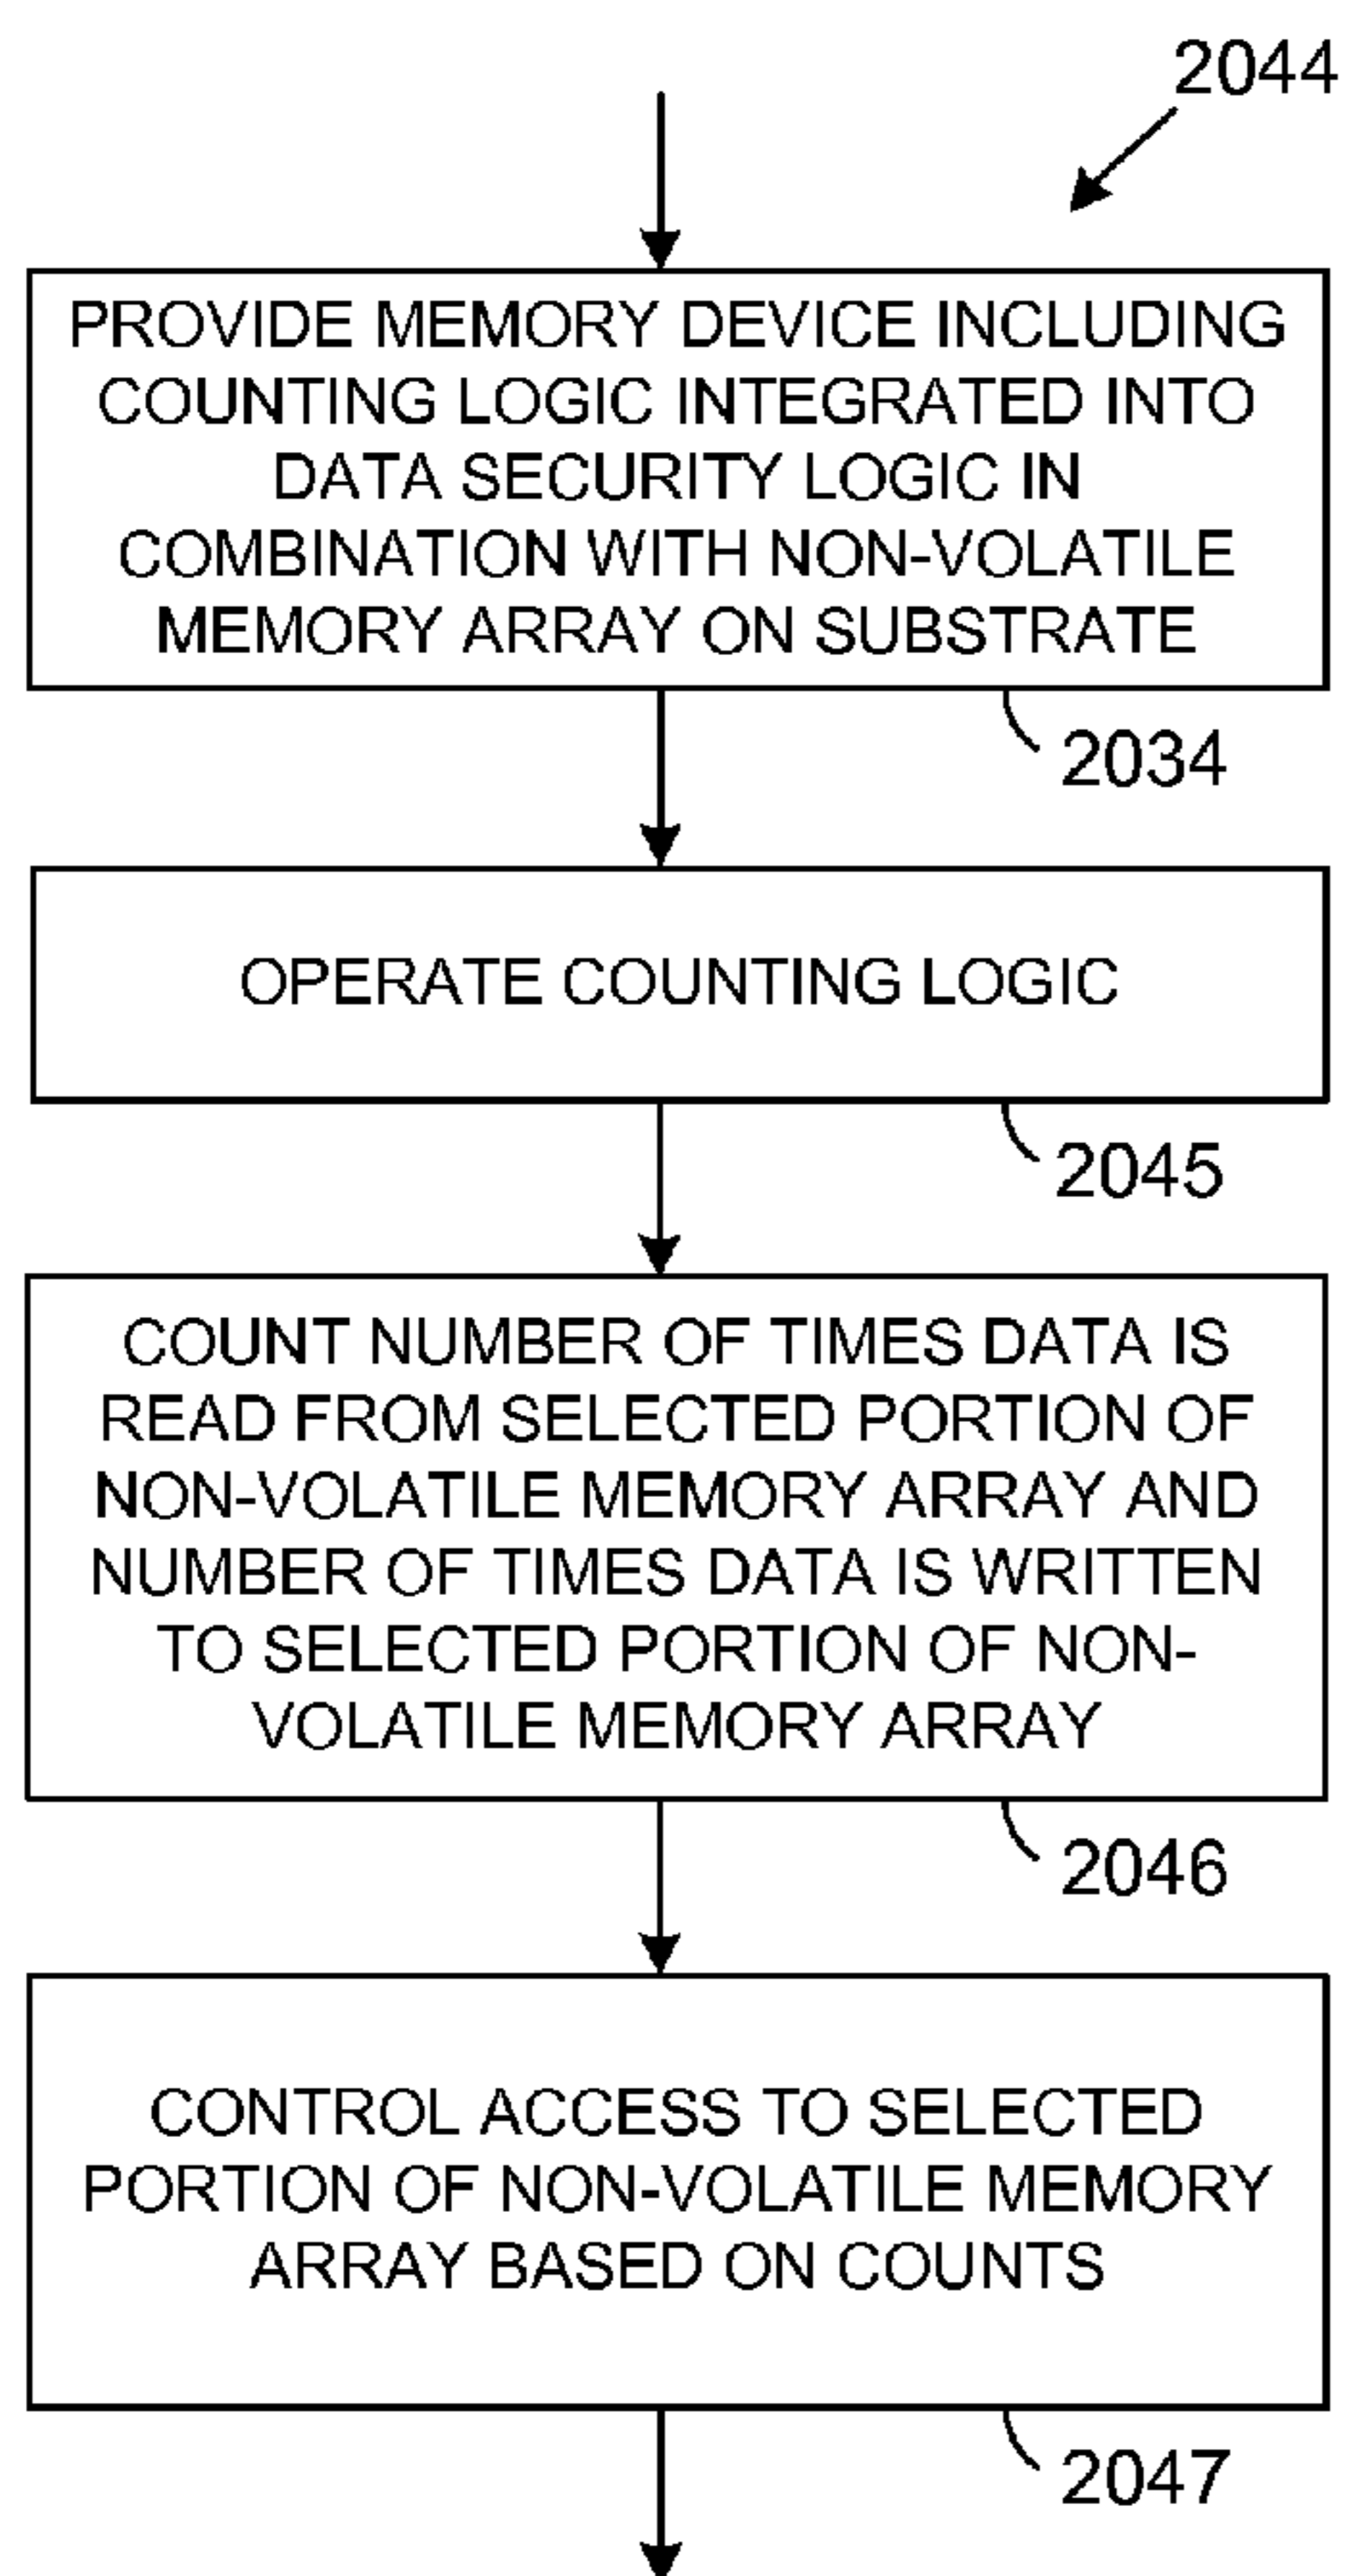 2044
PROVIDE MEMORY DEVICE INCLUDING
COUNTING LOGIC INTEGRATED INTO
DATA SECURITY LOGIC IN
COMBINATION WITH NON-VOLATILE
MEMORY ARRAY ON SUBSTRATE
2034
OPERATE COUNTING LOGIC
2045
COUNT NUMBER OF TIMES DATA IS
READ FROM SELECTED PORTION OF
NON-VOLATILE MEMORY ARRAY AND
NUMBER OF TIMES DATA IS WRITTEN
TO SELECTED PORTION OF NON-
VOLATILE MEMORY ARRAY
2046
CONTROL ACCESS TO SELECTED
PORTION OF NON-VOLATILE MEMORY
ARRAY BASED ON COUNTS
2047